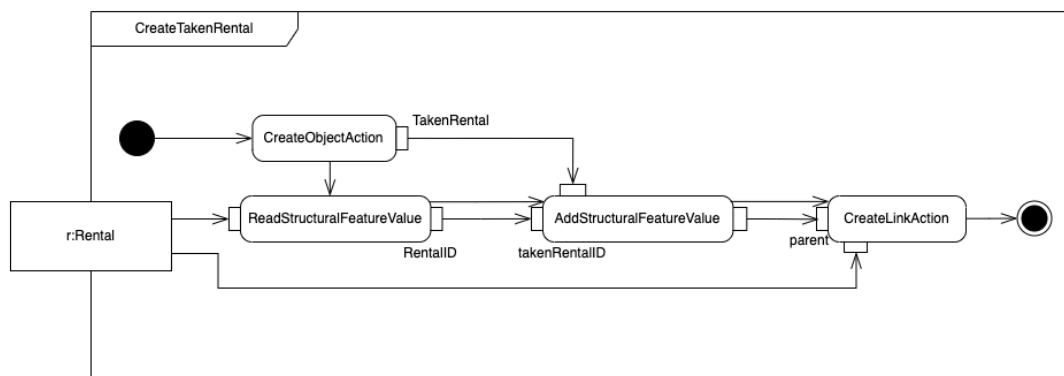 CreateTakenRental
TakenRental
CreateObjectAction
ReadStructuralFeatureValue
AddStructuralFeatureValue
CreateLinkAction
r:Rental
parent
RentalID
takenRentalID